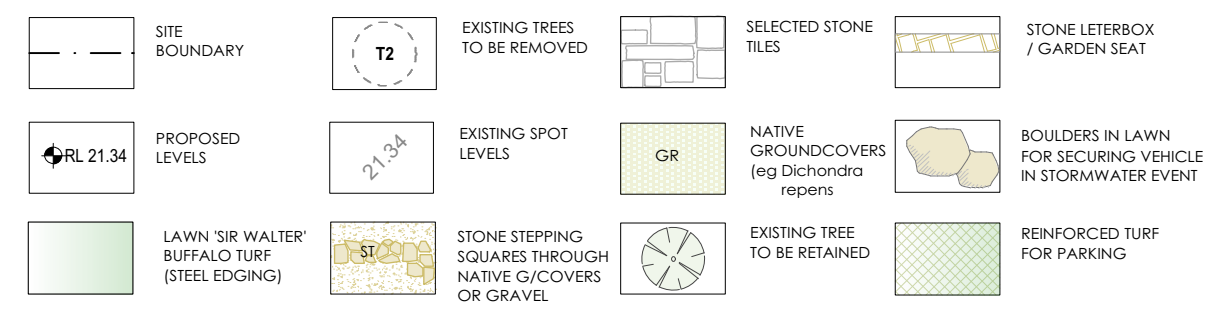 SITE
BOUNDARY
T2
EXISTING TREES
TO BE REMOVED
SELECTED STONE
TILES
STONE LETERBOX
/ GARDEN SEAT
RL 21.34
PROPOSED
LEVELS
21.34
EXISTING SPOT
LEVELS
GR
NATIVE
GROUNDCOVERS
(eg Dichondra
repens
BOULDERS IN LAWN
FOR SECURING VEHICLE
IN STORMWATER EVENT
LAWN 'SIR WALTER'
BUFFALO TURF
(STEEL EDGING)
ST
STONE STEPPING
SQUARES THROUGH
NATIVE G/COVERS
OR GRAVEL
EXISTING TREE
TO BE RETAINED
REINFORCED TURF
FOR PARKING